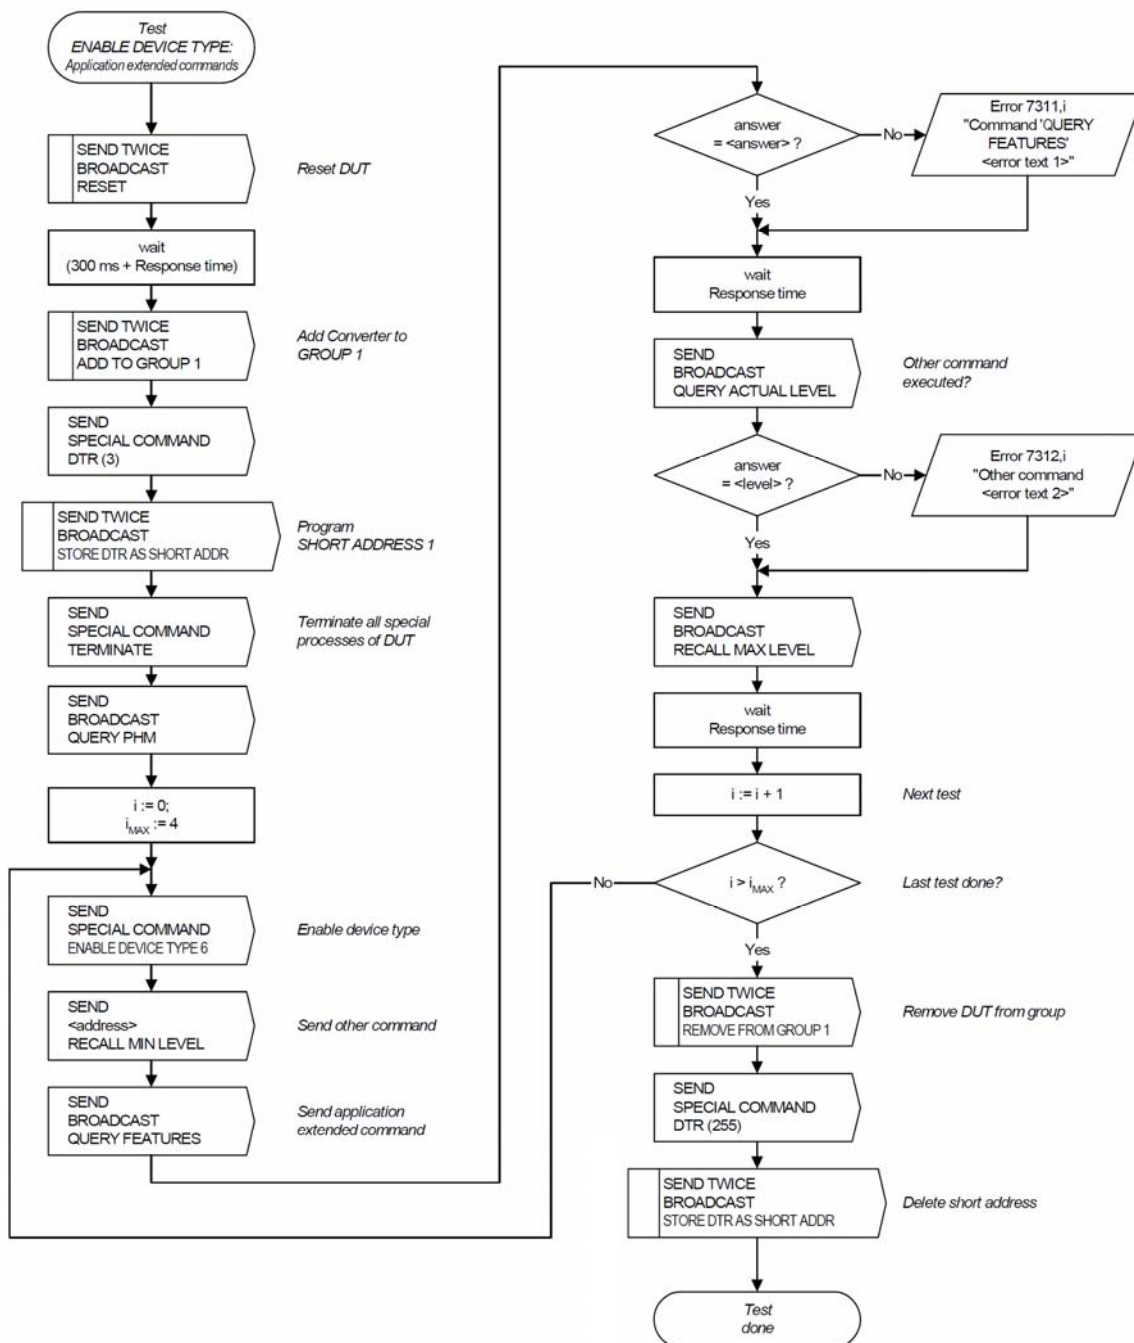 Test
ENABLE DEVICE TYPE:
Application extended commands
SEND TWICE
BROADCAST
RESET
Reset DUT
wait
(300 ms + Response time)
SEND TWICE
BROADCAST
ADD TO GROUP 1
Add Converter to
GROUP 1
SEND
SPECIAL COMMAND
DTR (3)
SEND TWICE
BROADCAST
STORE DTR AS SHORT ADDR
Program
SHORT ADDRESS 1
SEND
SPECIAL COMMAND
TERMINATE
Terminate all special
processes of DUT
SEND
BROADCAST
QUERY PHM
i := 0;
iMAX := 4
SEND
SPECIAL COMMAND
ENABLE DEVICE TYPE 6
Enable device type
SEND
<address>
RECALL MIN LEVEL
Send other command
SEND
BROADCAST
QUERY FEATURES
Send application
extended command
answer
= <answer> ?
No
Error 7311,i
"Command 'QUERY
FEATURES'
<error text 1>"
Yes
wait
Response time
SEND
BROADCAST
QUERY ACTUAL LEVEL
Other command
executed?
answer
= <level> ?
No
Error 7312,i
"Other command
<error text 2>"
Yes
SEND
BROADCAST
RECALL MAX LEVEL
wait
Response time
i := i + 1
Next test
No
i > iMAX ?
Last test done?
Yes
SEND TWICE
BROADCAST
REMOVE FROM GROUP 1
Remove DUT from group
SEND
SPECIAL COMMAND
DTR (255)
SEND TWICE
BROADCAST
STORE DTR AS SHORT ADDR
Delete short address
Test
done